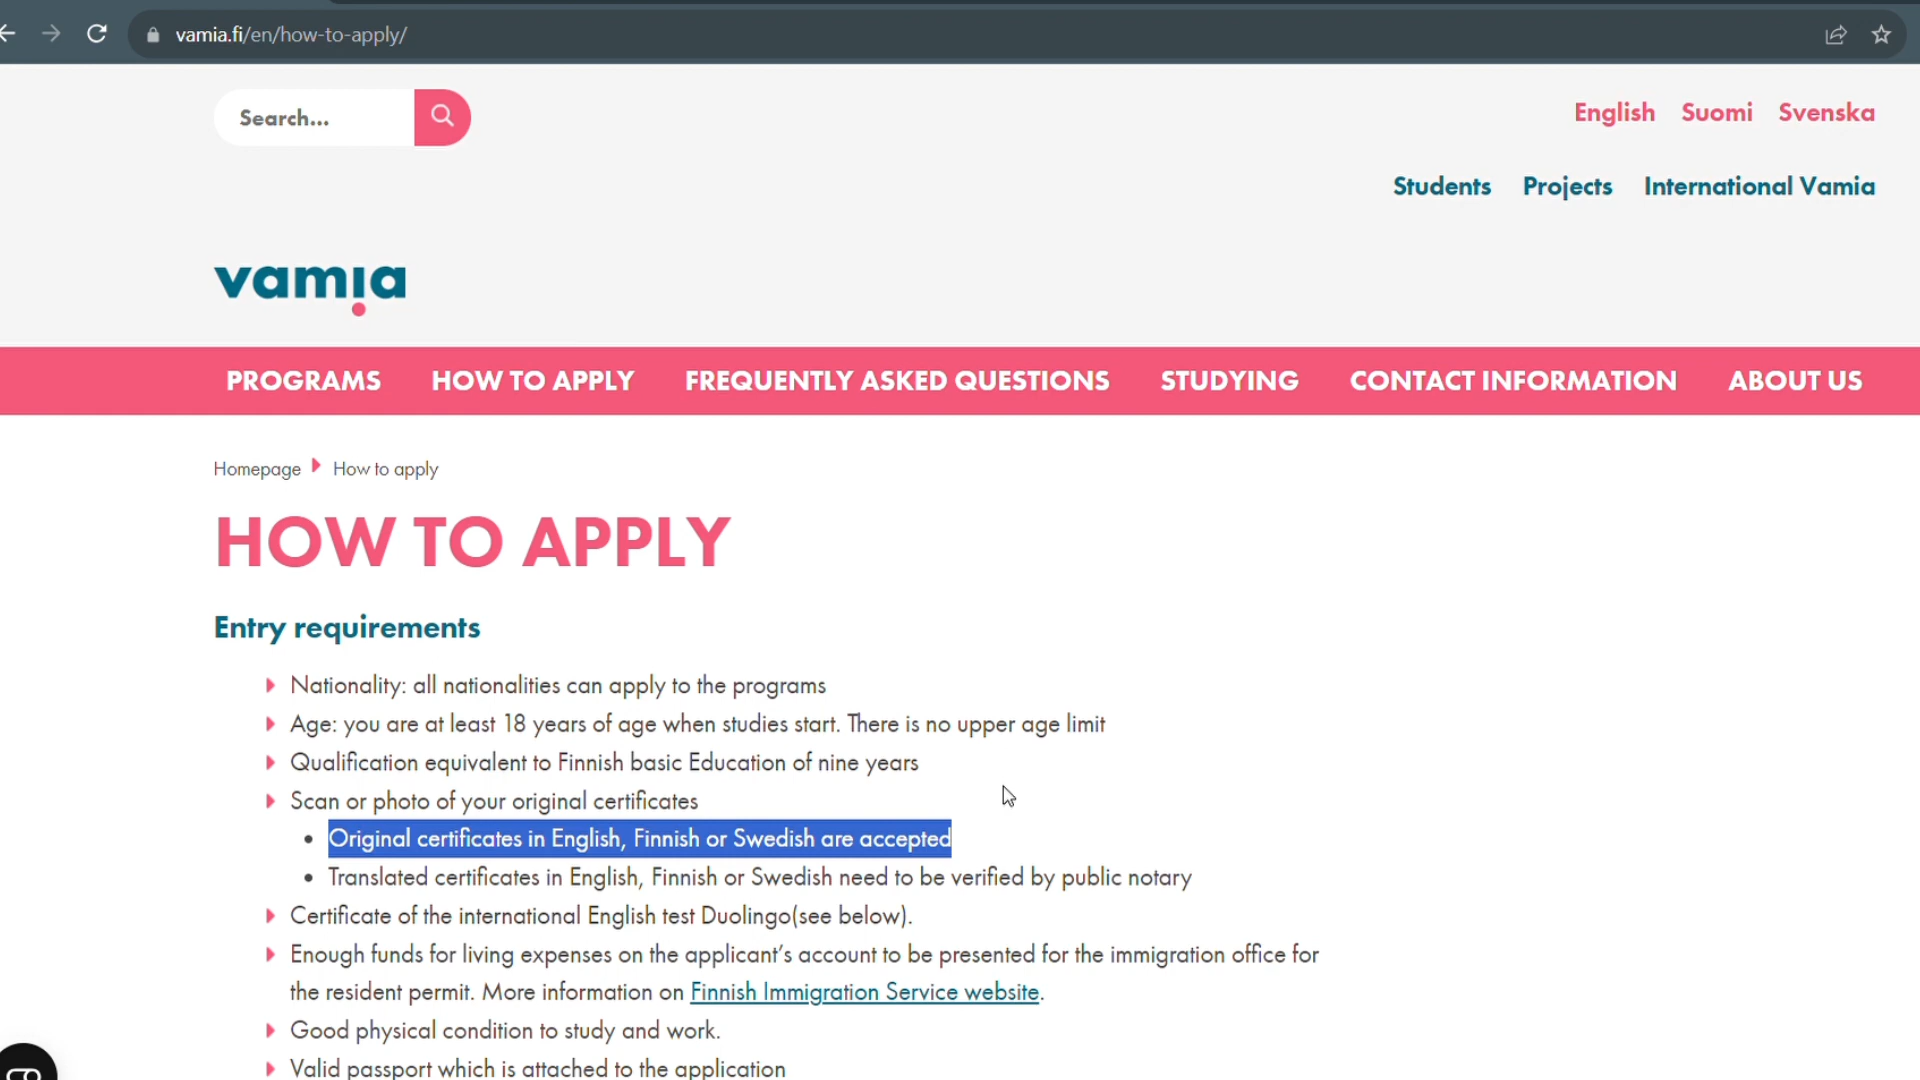 vamia.fi/en/how-to-apply/
Search...
English Suomi Svenska
Students Projects International Vamia
vamia
PROGRAMS HOW TO APPLY FREQUENTLY ASKED QUESTIONS STUDYING CONTACT INFORMATION ABOUT US
Homepage How to apply
HOW TO APPLY
Entry requirements
Nationality: all nationalities can apply to the programs
Age: you are at least 18 years of age when studies start. There is no upper age limit
Qualification equivalent to Finnish basic Education of nine years
Scan or photo of your original certificates
Original certificates in English, Finnish or Swedish are accepted
Translated certificates in English, Finnish or Swedish need to be verified by public notary
Certificate of the international English test Duolingo(see below).
Enough funds for living expenses on the applicant's account to be presented for the immigration office for
the resident permit. More information on Finnish Immigration Service website.
Good physical condition to study and work.
Valid passport which is attached to the application